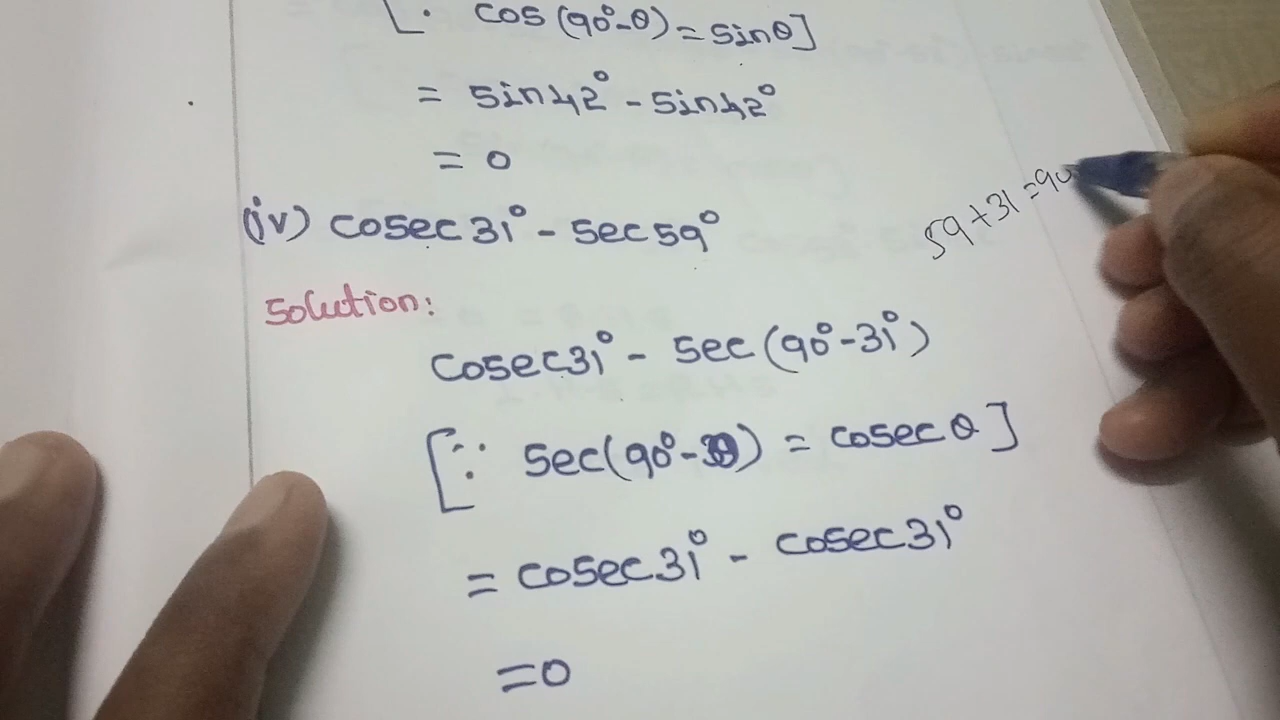 [∵ cos (90°-θ) = sinθ]
= sin42° - sin42°
= 0
(iv) cosec31° - sec59°
59+31=90
Solution:
cosec31° - sec(90°-31°)
[∵ sec(90°-θ) = cosecθ]
= cosec31° - cosec31°
=0